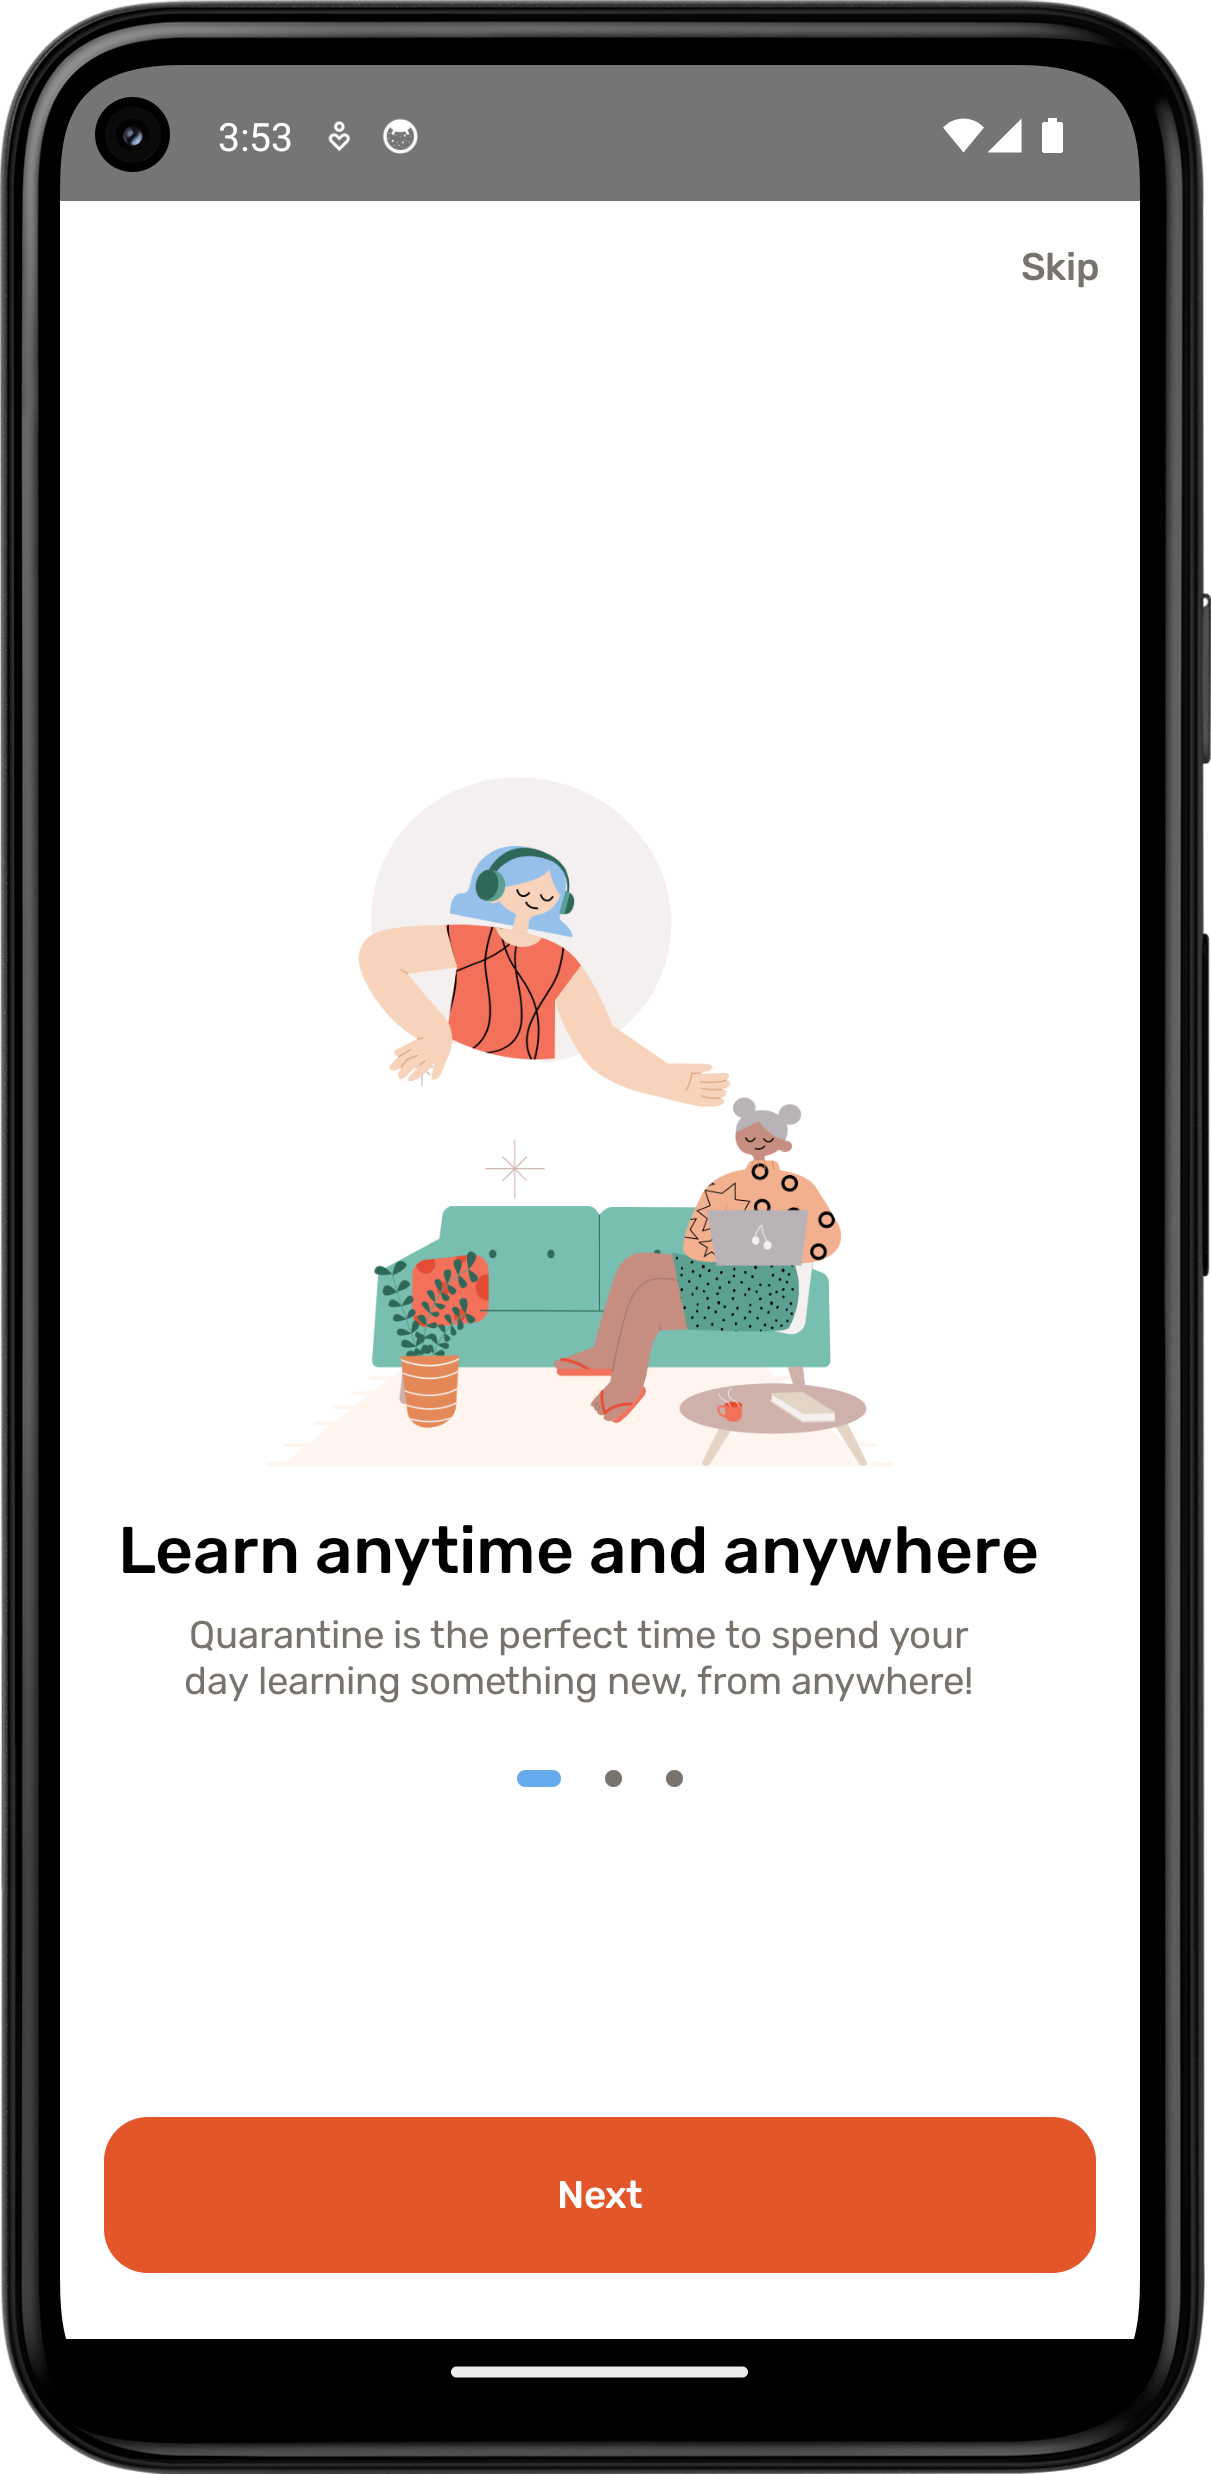 3:53
Skip
Learn anytime and anywhere
Quarantine is the perfect time to spend your
day learning something new, from anywhere!
Next